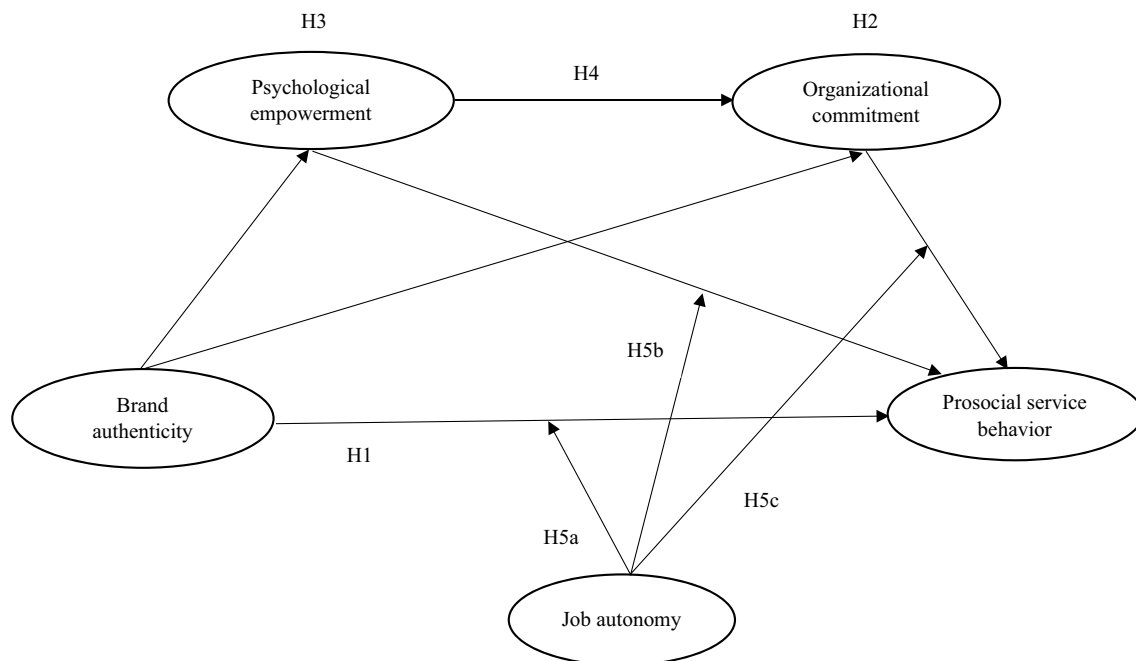 H3
H2
Psychological
empowerment
H4
Organizational
commitment
H5b
Brand
authenticity
Prosocial service
behavior
H1
H5c
H5a
Job autonomy